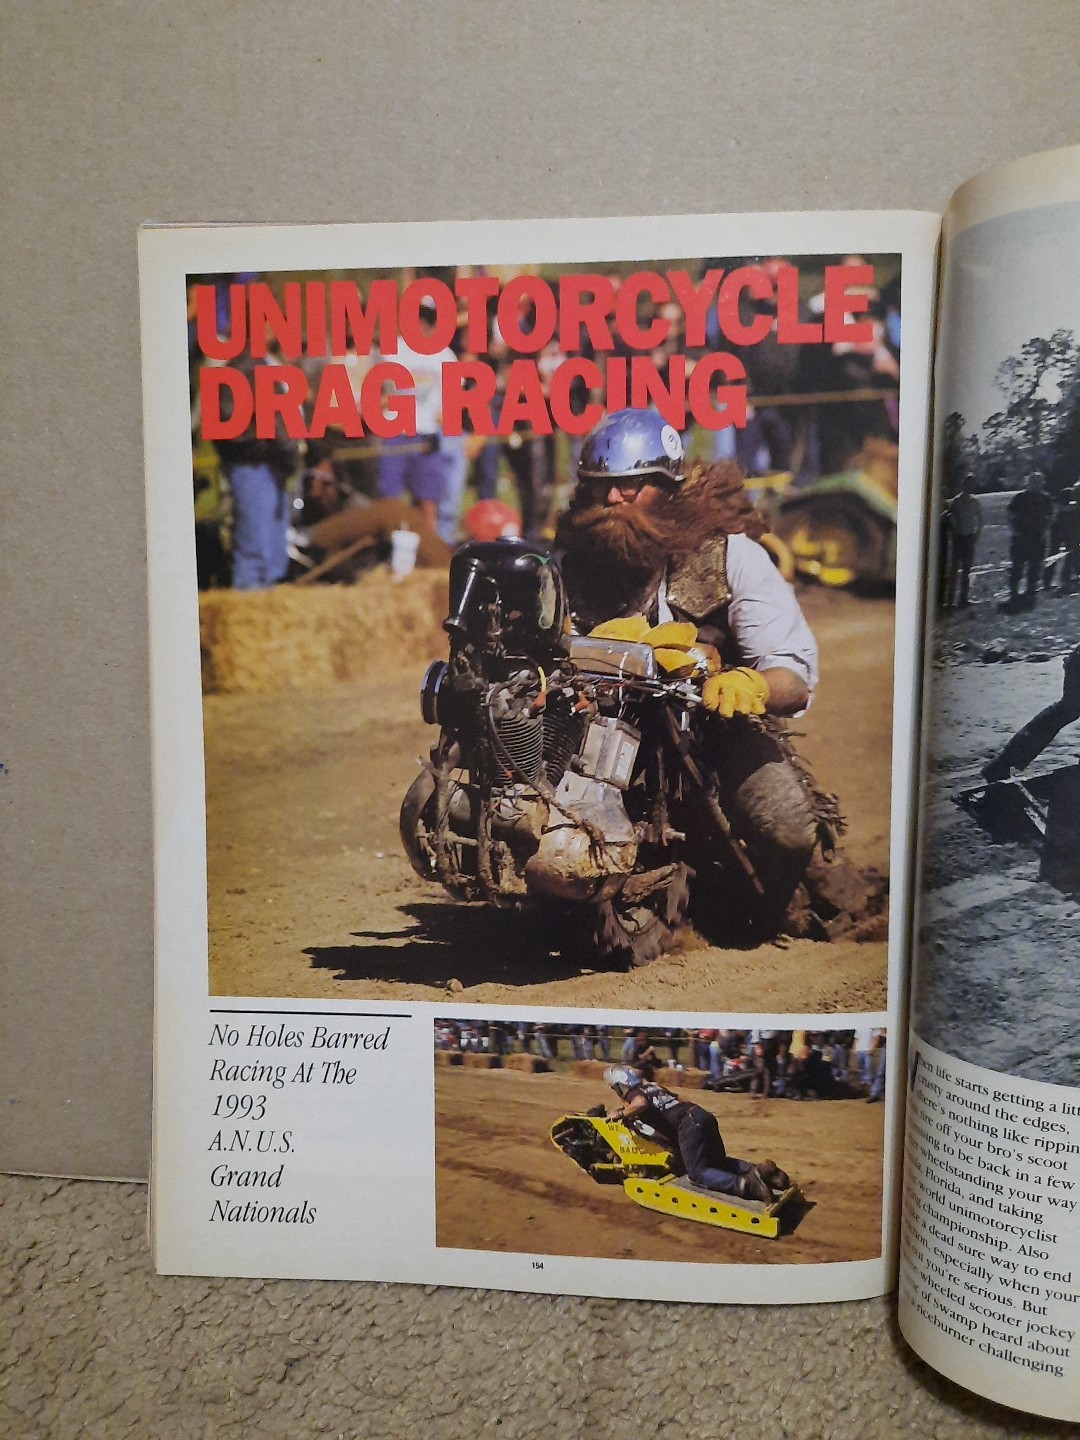 UNIMOTORCYCLE
DRAG RACING
No Holes Barred
Racing At The
1993
A.N.U.S.
Grand
Nationals
154
life starts getting a
crusty around the edges,
there's nothing like
off your bro's scoot
to be back in a few
wheelstanding your way
Florida, and taking
world unimotorcyclist
championship. Also
a dead sure way to end
especially when your
out you're serious. But
wheeled scooter jockey
of Swamp heard about
a riceburner challenging